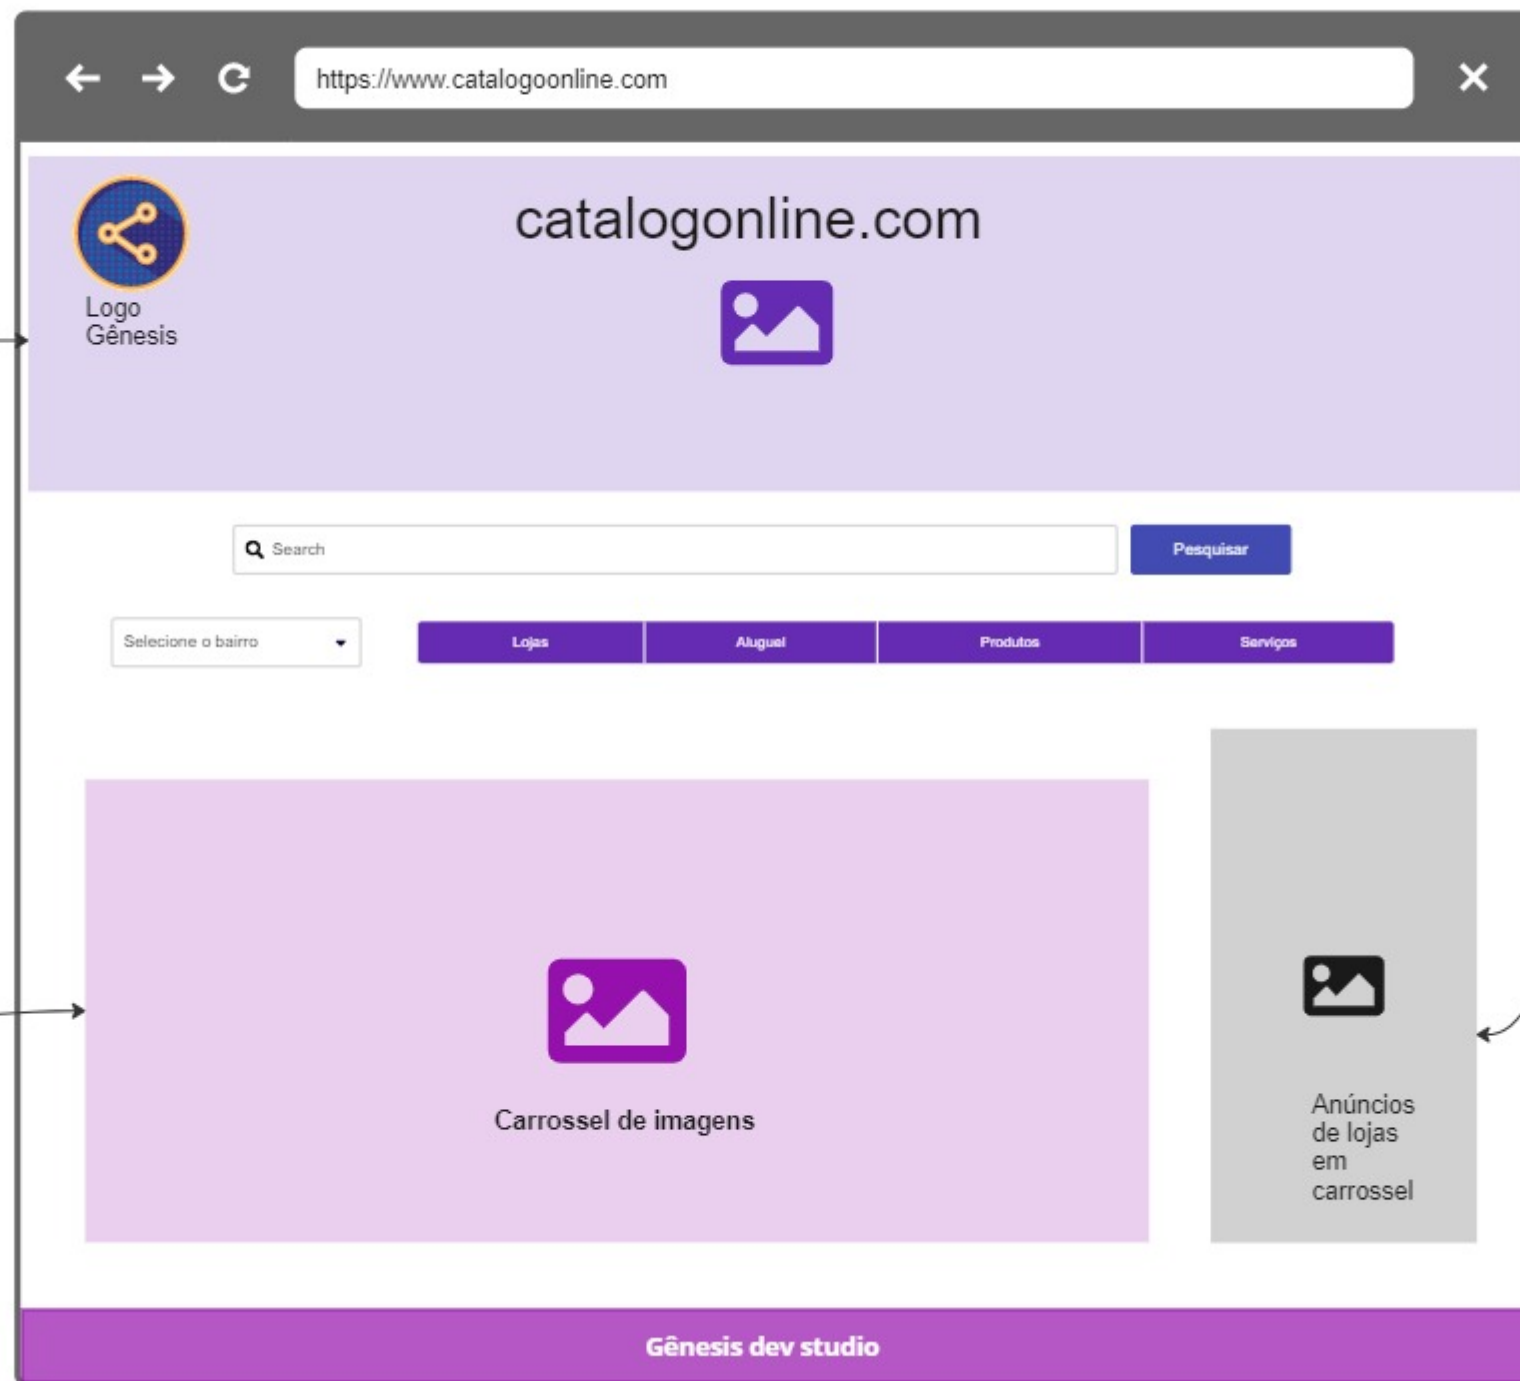 https://www.catalogoonline.com
catalogonline.com
Logo
Gênesis
Search
Pesquisar
Selecione o bairro
Lojas
Aluguel
Produtos
Serviços
Carrossel de imagens
Anúncios
de lojas
em
carrossel
Gênesis dev studio